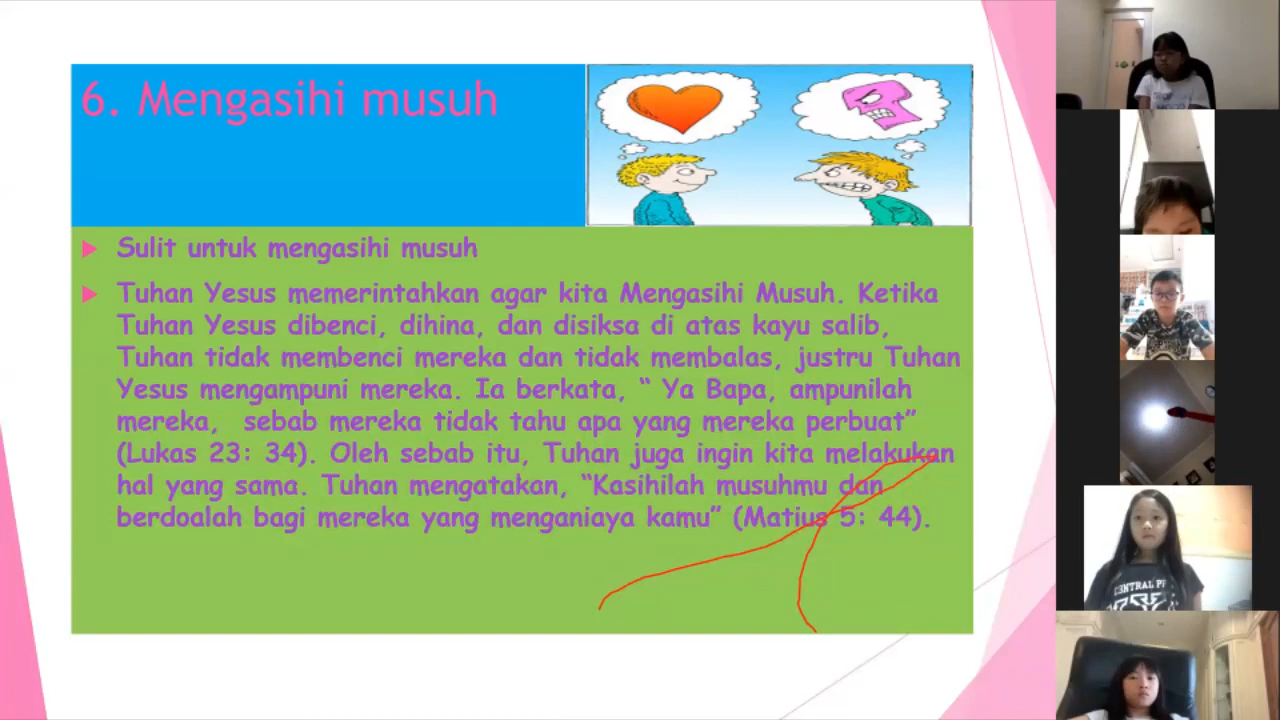 6. Mengasihi musuh
Sulit untuk mengasihi musuh
Tuhan Yesus memerintahkan agar kita Mengasihi Musuh. Ketika
Tuhan Yesus dibenci, dihina, dan disiksa di atas kayu salib,
Tuhan tidak membenci mereka dan tidak membalas, justru Tuhan
Yesus mengampuni mereka. Ia berkata, “ Ya Bapa, ampunilah
mereka, sebab mereka tidak tahu apa yang mereka perbuat”
(Lukas 23: 34). Oleh sebab itu, Tuhan juga ingin kita melakukan
hal yang sama. Tuhan mengatakan, “Kasihilah musuhmu dan
berdoalah bagi mereka yang menganiaya kamu” (Matius 5: 44).
CENTRAL